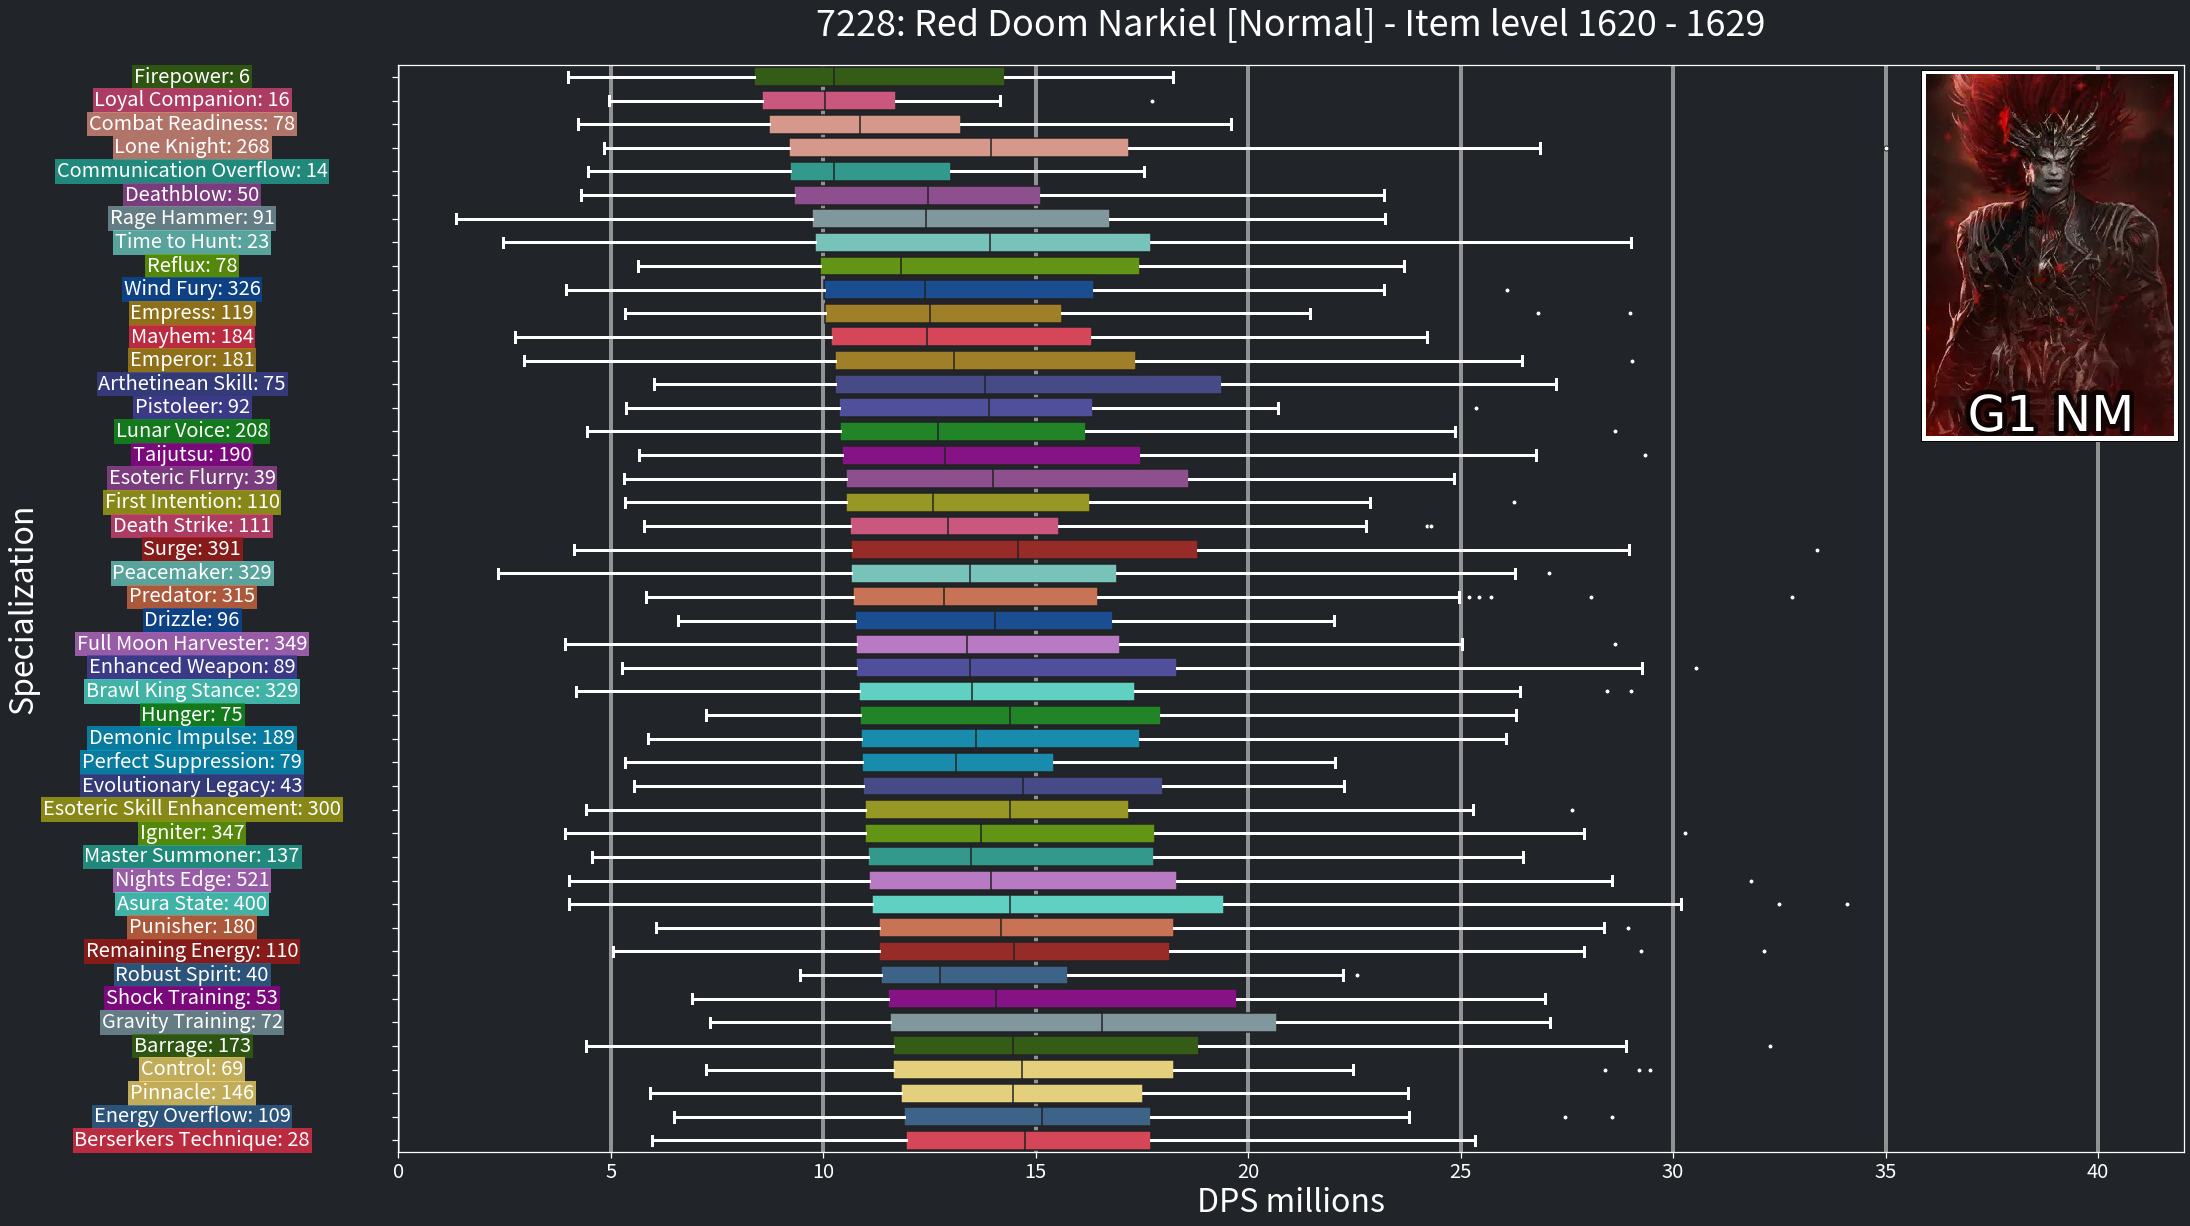 7228: Red Doom Narkiel [Normal] - Item level 1620 - 1629
Specialization
Firepower: 6
Loyal Companion: 16
Combat Readiness: 78
Lone Knight: 268
Communication Overflow: 14
Deathblow: 50
Rage Hammer: 91
Time to Hunt: 23
Reflux: 78
Wind Fury: 326
Empress: 119
Mayhem: 184
Emperor: 181
Arthetinean Skill: 75
Pistoleer: 92
Lunar Voice: 208
Taijutsu: 190
Esoteric Flurry: 39
First Intention: 110
Death Strike: 111
Surge: 391
Peacemaker: 329
Predator: 315
Drizzle: 96
Full Moon Harvester: 349
Enhanced Weapon: 89
Brawl King Stance: 329
Hunger: 75
Demonic Impulse: 189
Perfect Suppression: 79
Evolutionary Legacy: 43
Esoteric Skill Enhancement: 300
Igniter: 347
Master Summoner: 137
Nights Edge: 521
Asura State: 400
Punisher: 180
Remaining Energy: 110
Robust Spirit: 40
Shock Training: 53
Gravity Training: 72
Barrage: 173
Control: 69
Pinnacle: 146
Energy Overflow: 109
Berserkers Technique: 28
G1 NM
0 5 10 15 20 25 30 35 40
DPS millions